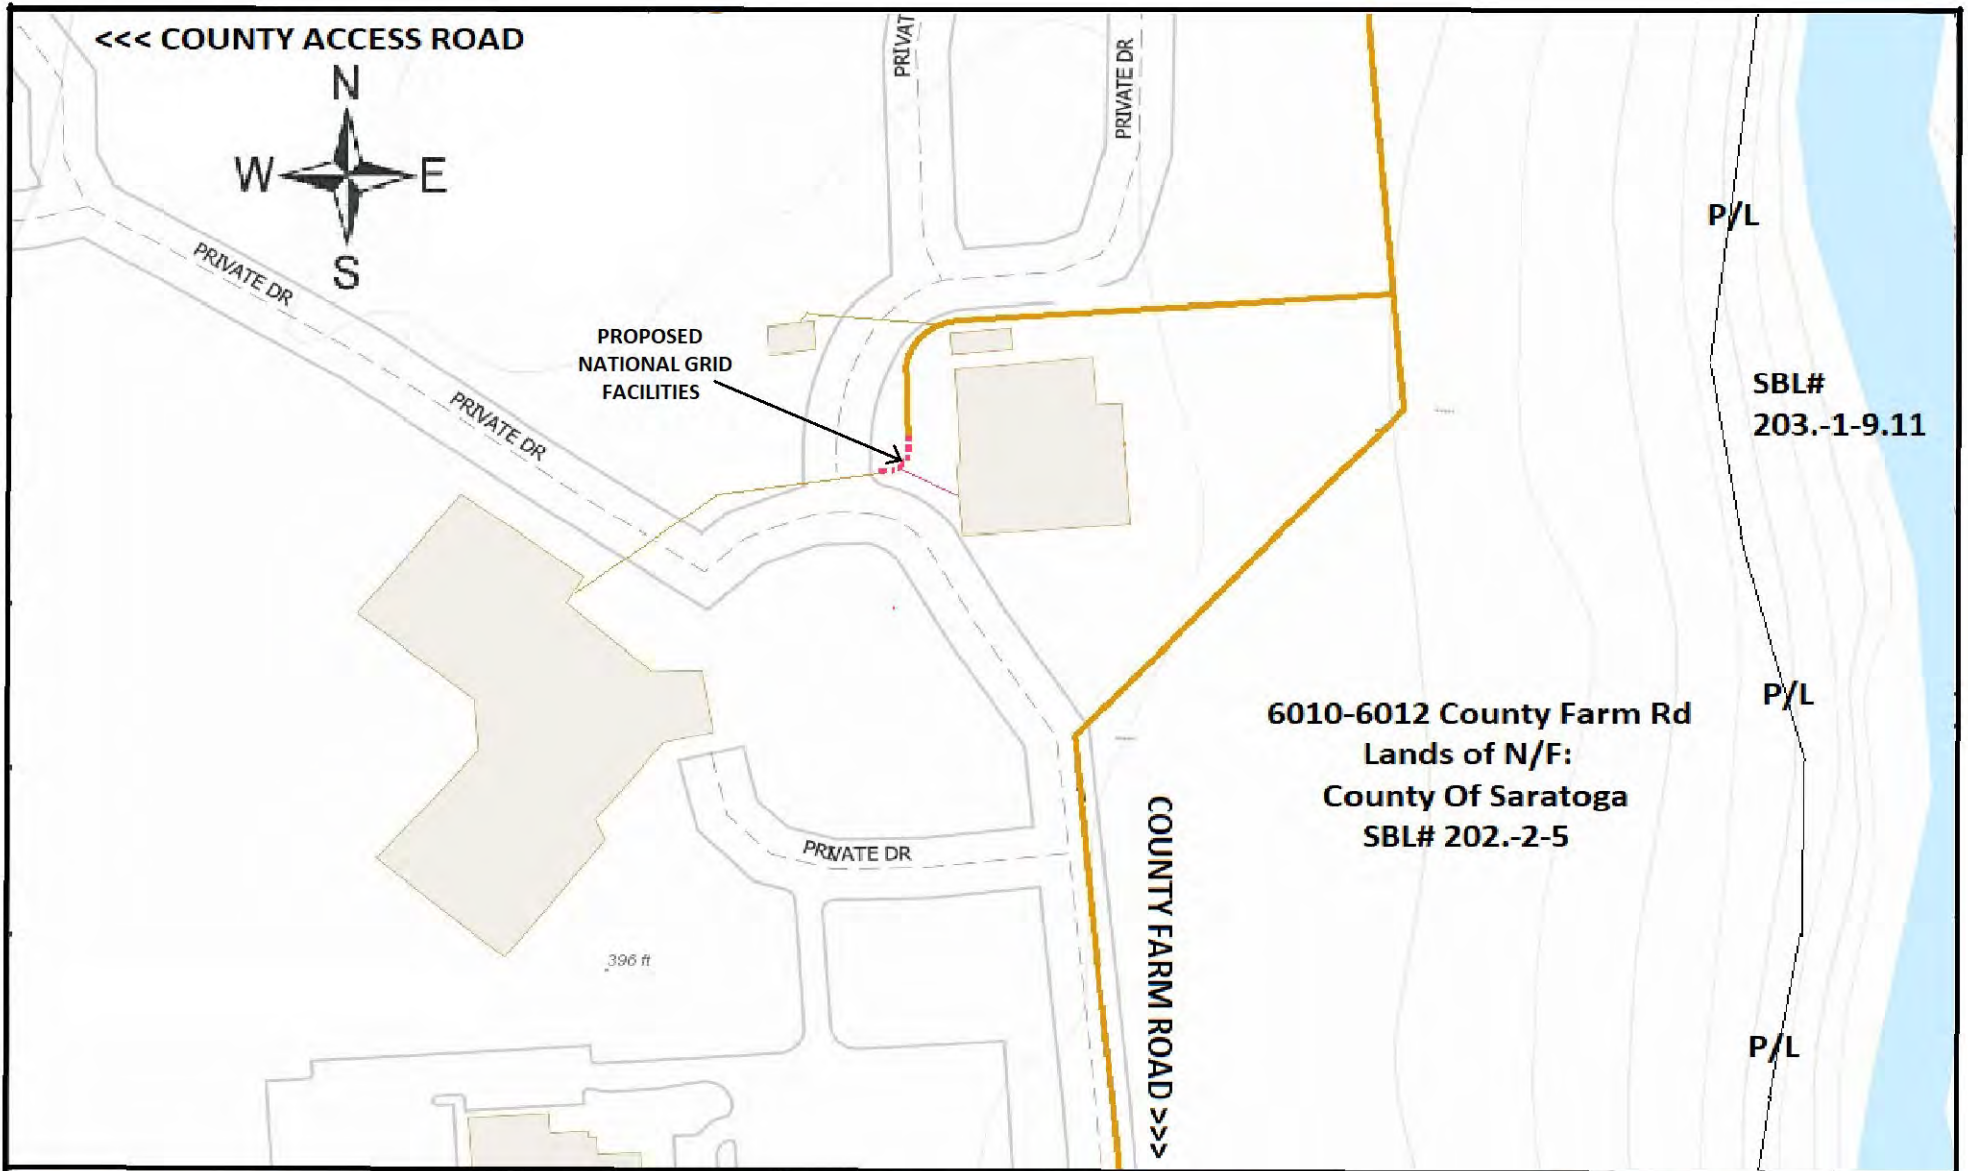 <<< COUNTY ACCESS ROAD
N
W E
S
PRIVAT
PRIVATE DR
PRIVATE DR
P/L
PROPOSED
NATIONAL GRID
FACILITIES
PRIVATE DR
SBL#
203.-1-9.11
P/L
6010-6012 County Farm Rd
Lands of N/F:
County Of Saratoga
SBL# 202.-2-5
PRIVATE DR
COUNTY FARM ROAD >>>
396 ft
P/L